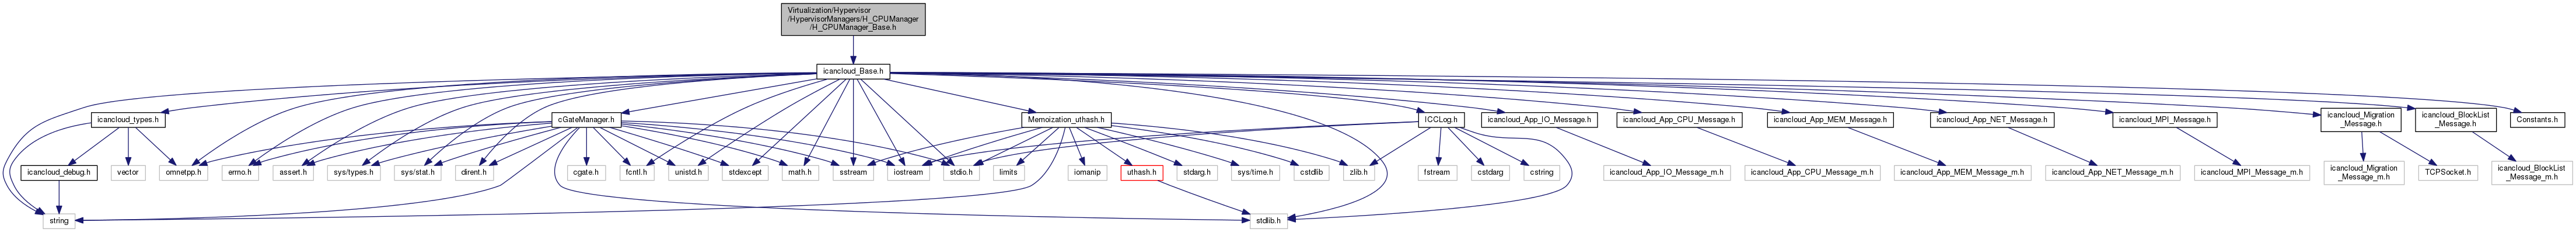 Virtualization/Hypervisor
/HypervisorManagers/H_CPUManager
/H_CPUManager_Base.h
icancloud_Base.h
icancloud_types.h
cGateManager.h
Memoization_uthash.h
ICCLog.h
icancloud_App_IO_Message.h
icancloud_App_CPU_Message.h
icancloud_App_MEM_Message.h
icancloud_App_NET_Message.h
icancloud_MPI_Message.h
icancloud_Migration
_Message.h
icancloud_BlockList
_Message.h
Constants.h
icancloud_debug.h
vector
omnetpp.h
errno.h
assert.h
sys/types.h
sys/stat.h
dirent.h
cgate.h
fcntl.h
unistd.h
stdexcept
math.h
sstream
iostream
stdio.h
limits
iomanip
uthash.h
stdarg.h
sys/time.h
cstdlib
zlib.h
fstream
cstdarg
cstring
icancloud_App_IO_Message_m.h
icancloud_App_CPU_Message_m.h
icancloud_App_MEM_Message_m.h
icancloud_App_NET_Message_m.h
icancloud_MPI_Message_m.h
icancloud_Migration
_Message_m.h
TCPSocket.h
icancloud_BlockList
_Message_m.h
string
stdlib.h